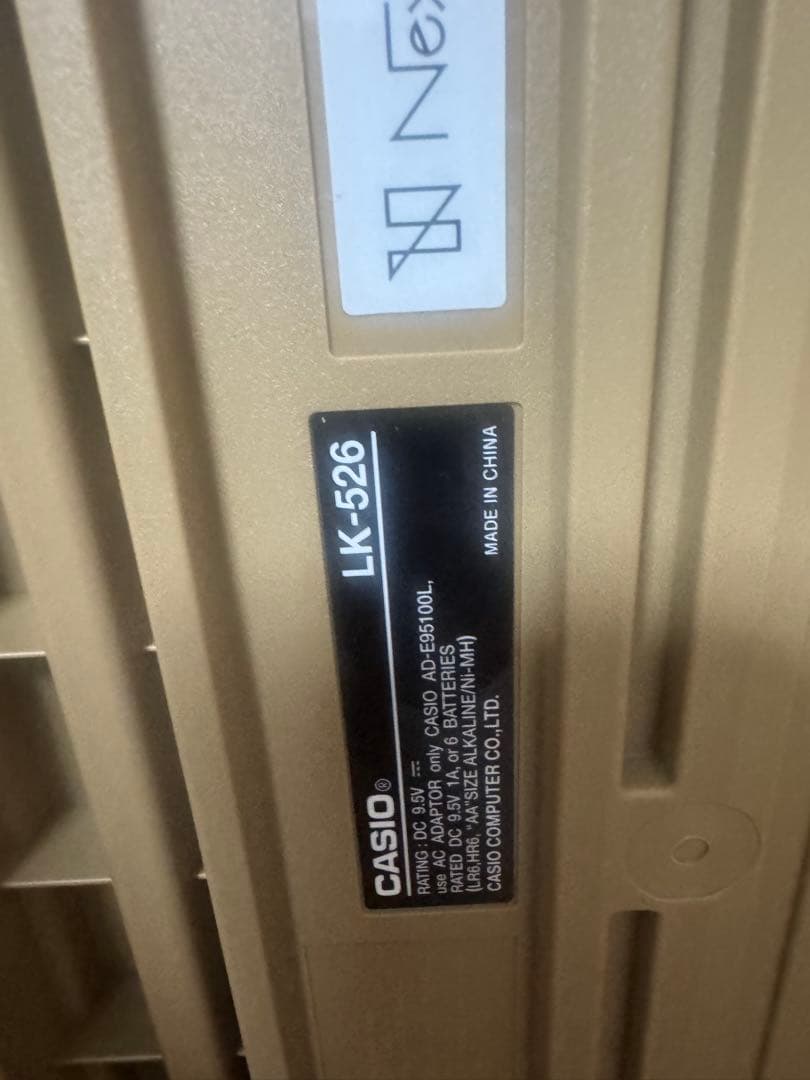 Nex
CASIO® LK-526
RATING : DC 9.5V ⎓
use AC ADAPTOR only CASIO AD-E95100L,
RATED DC 9.5V 1A, or 6 BATTERIES
(LR6,HR6, "AA"SIZE ALKALINE/Ni-MH)
CASIO COMPUTER CO.,LTD. MADE IN CHINA